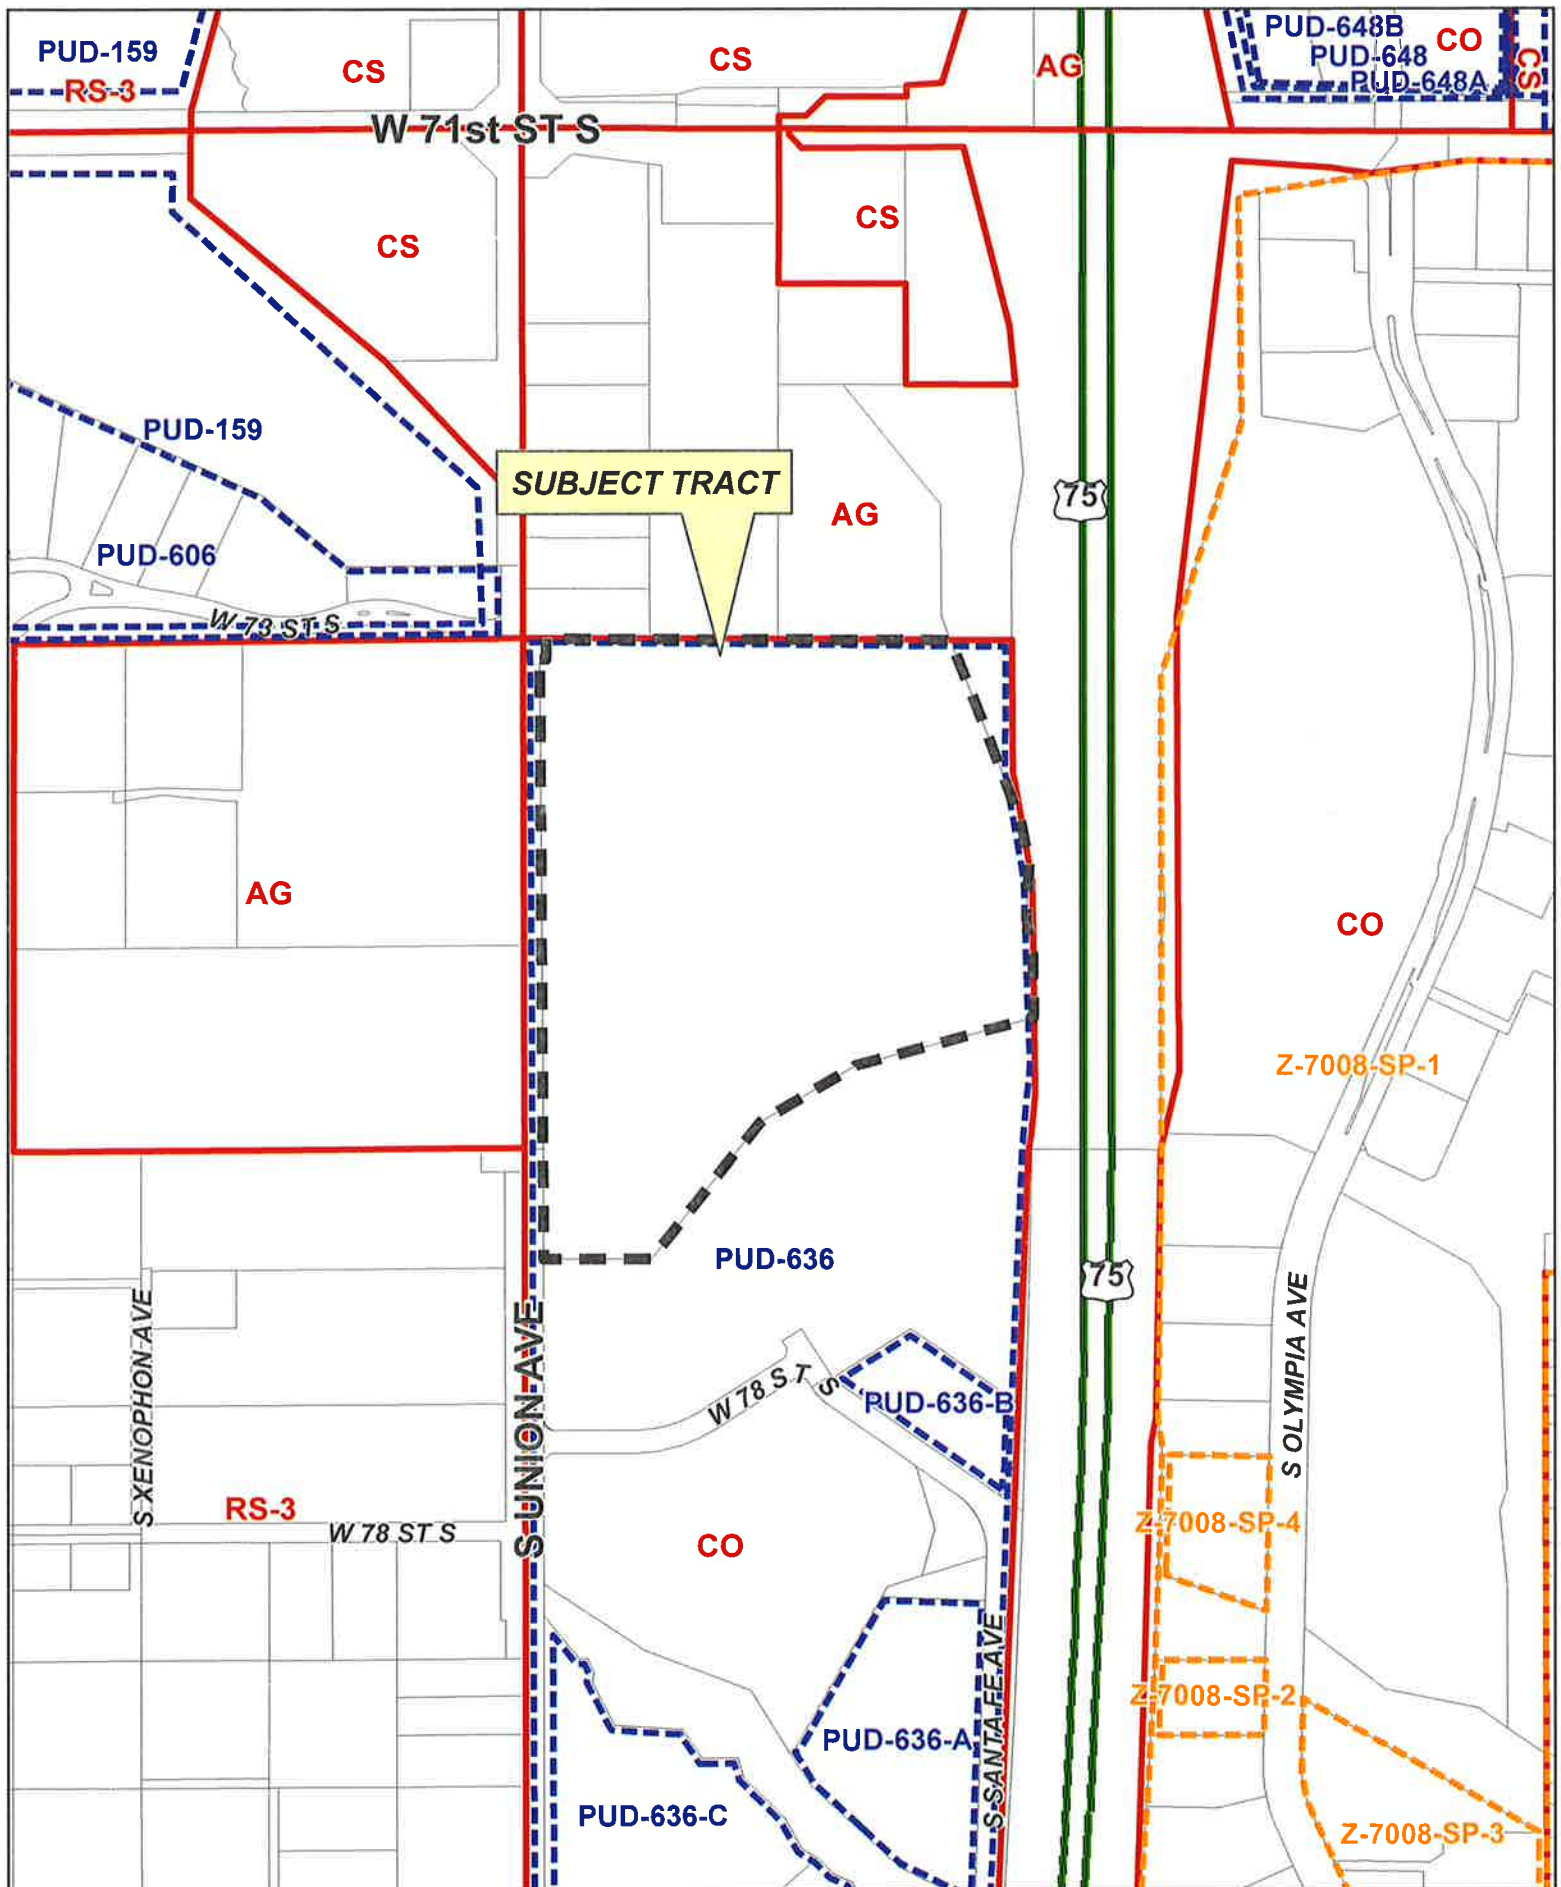 PUD-159
RS-3
CS
CS
AG
PUD-648B
PUD-648
PUD-648A
CO
CS
W 71st ST S
CS
CS
PUD-159
SUBJECT TRACT
AG
75
PUD-606
W 73 ST S
AG
CO
Z-7008-SP-1
PUD-636
75
S XENOPHON AVE
S UNION AVE
S OLYMPIA AVE
W 78 ST S
PUD-636-B
RS-3
W 78 ST S
CO
Z-7008-SP-4
S SANTA FE AVE
Z-7008-SP-2
PUD-636-A
PUD-636-C
Z-7008-SP-3